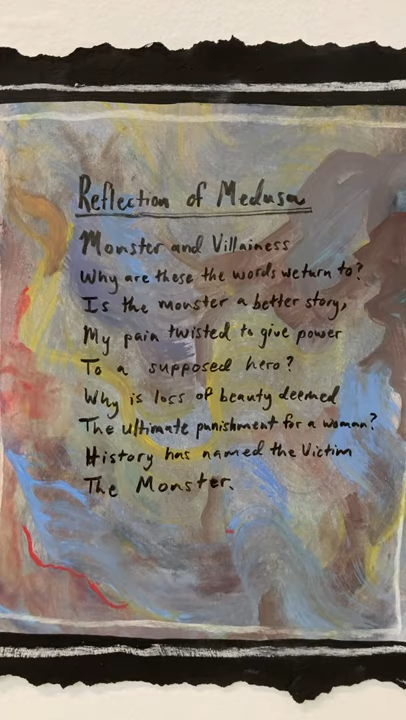 Reflection of Medusa
Monster and Villainess
Why are these the words we turn to?
Is the monster a better story,
My pain twisted to give power
To a supposed hero?
Why is loss of beauty deemed
The ultimate punishment for a woman?
History has named the Victim
The Monster.